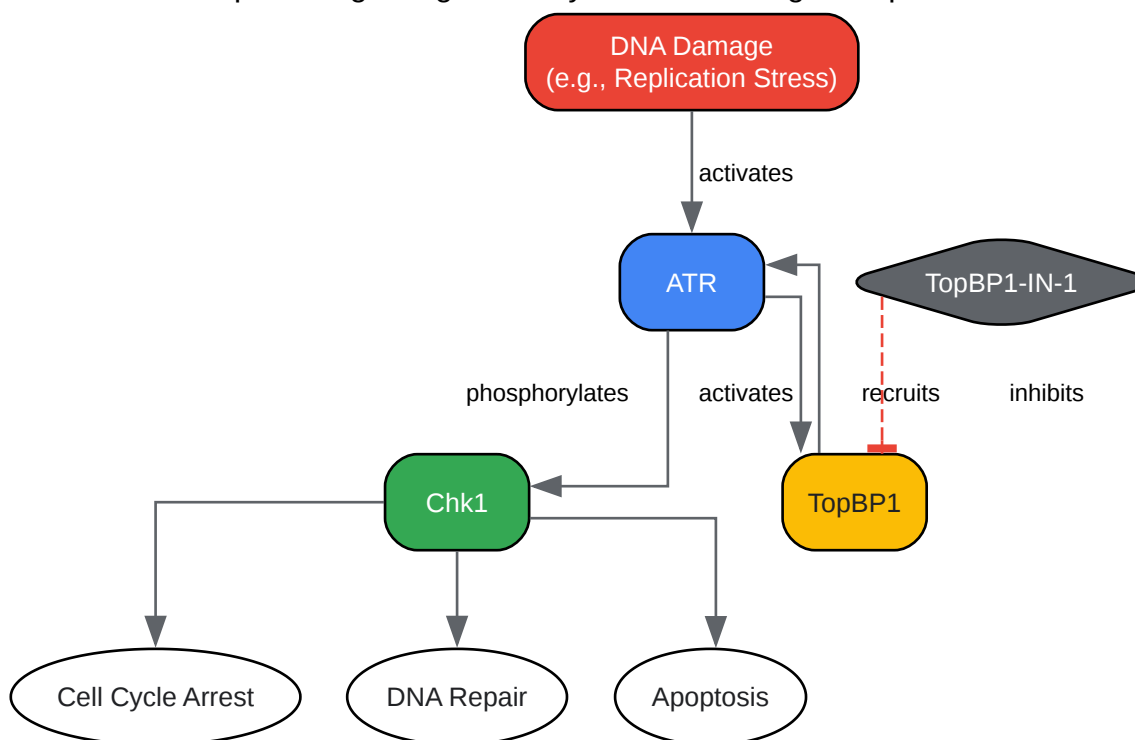 DNA Damage
(e.g., Replication Stress)
activates
ATR
TopBP1-IN-1
phosphorylates
activates
recruits
inhibits
Chk1
TopBP1
Cell Cycle Arrest
DNA Repair
Apoptosis